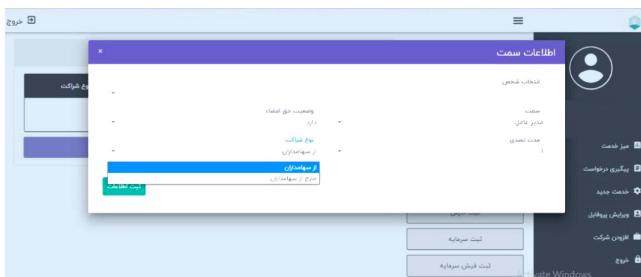 خروج
اطلاعات سمت
×
انتخاب شخص
سمت
وضعیت حق امضاء
مدیر عامل
دارد
مدت تصدی
نوع شراکت
۱
از سهامداران
از سهامداران
خارج از سهامداران
ثبت اطلاعات
وع شراکت
میز خدمت
پیگیری درخواست
خدمت جدید
ویرایش پروفایل
افزودن شرکت
خروج
ثبت سرمایه
ثبت فیش سرمایه
Activate Windows